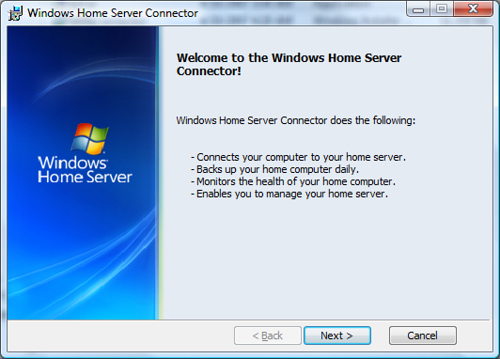 Windows Home Server Connector
Welcome to the Windows Home Server
Connector!
Windows Home Server Connector does the following:
- Connects your computer to your home server.
- Backs up your home computer daily.
- Monitors the health of your home computer.
- Enables you to manage your home server.
Windows
Home Server
< Back
Next >
Cancel